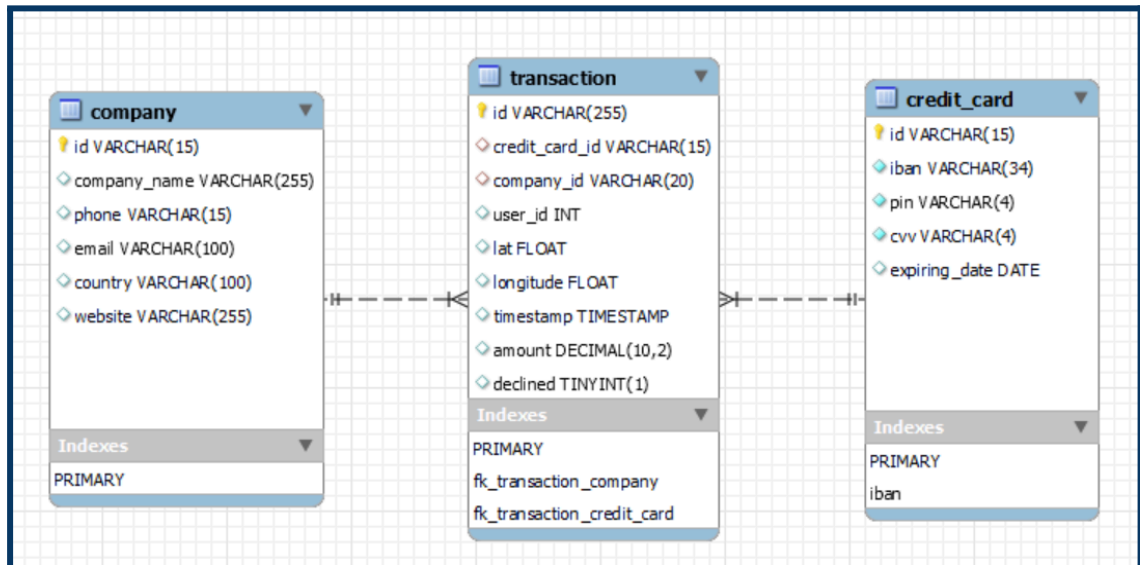 company
id VARCHAR(15)
company_name VARCHAR(255)
phone VARCHAR(15)
email VARCHAR(100)
country VARCHAR(100)
website VARCHAR(255)
Indexes
PRIMARY
transaction
id VARCHAR(255)
credit_card_id VARCHAR(15)
company_id VARCHAR(20)
user_id INT
lat FLOAT
longitude FLOAT
timestamp TIMESTAMP
amount DECIMAL(10,2)
declined TINYINT(1)
Indexes
PRIMARY
fk_transaction_company
fk_transaction_credit_card
credit_card
id VARCHAR(15)
iban VARCHAR(34)
pin VARCHAR(4)
cvv VARCHAR(4)
expiring_date DATE
Indexes
PRIMARY
iban